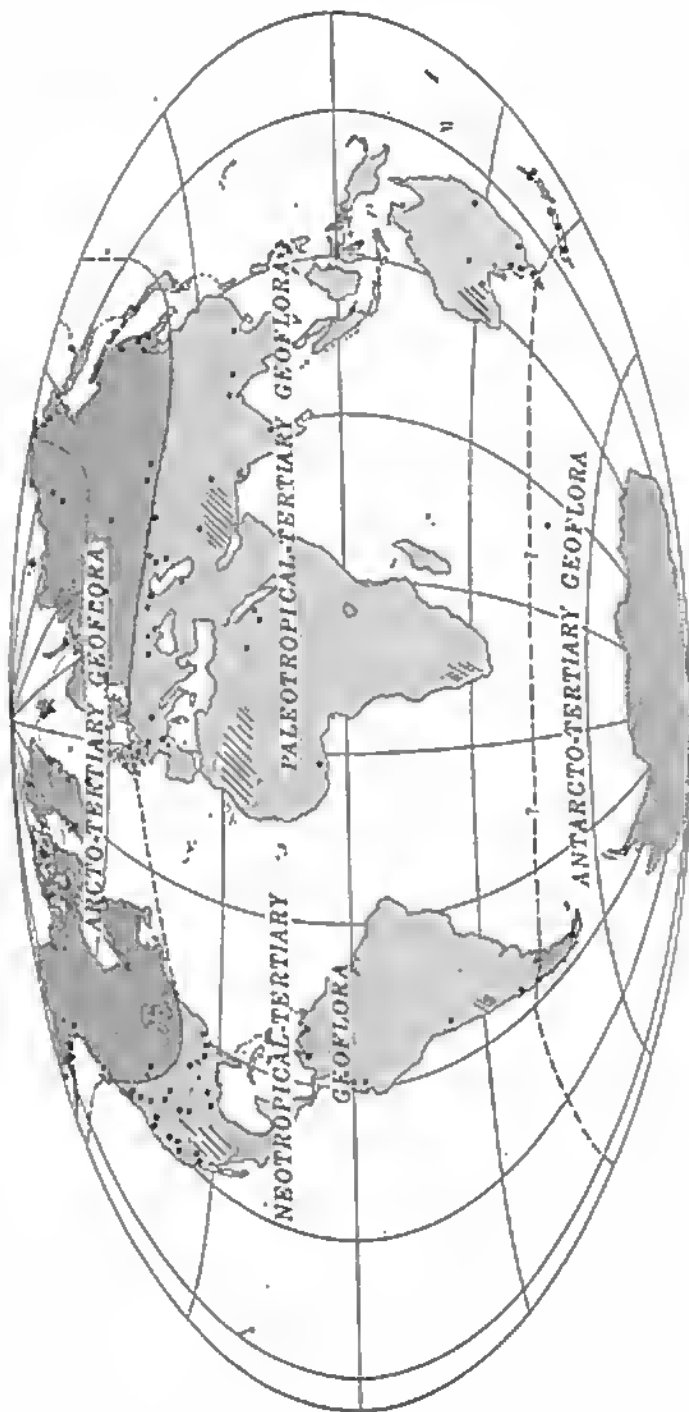 ARCTO-TERTIARY GEOFLORA
PALEOTROPICAL-TERTIARY GEOFLORA
NEOTROPICAL-TERTIARY
GEOFLORA
ANTARCTO-TERTIARY GEOFLORA
?
?